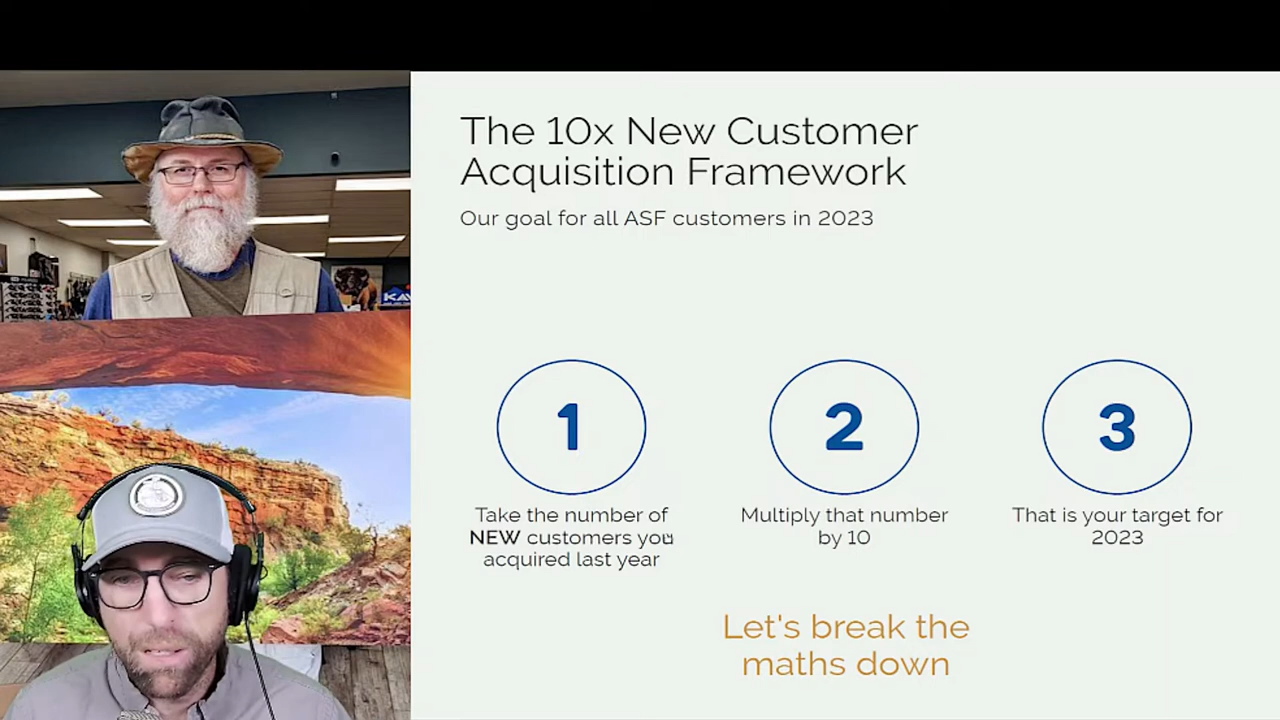 The 10x New Customer
Acquisition Framework
Our goal for all ASF customers in 2023
1
2
3
Take the number of
NEW customers you
acquired last year
Multiply that number
by 10
That is your target for
2023
Let's break the
maths down